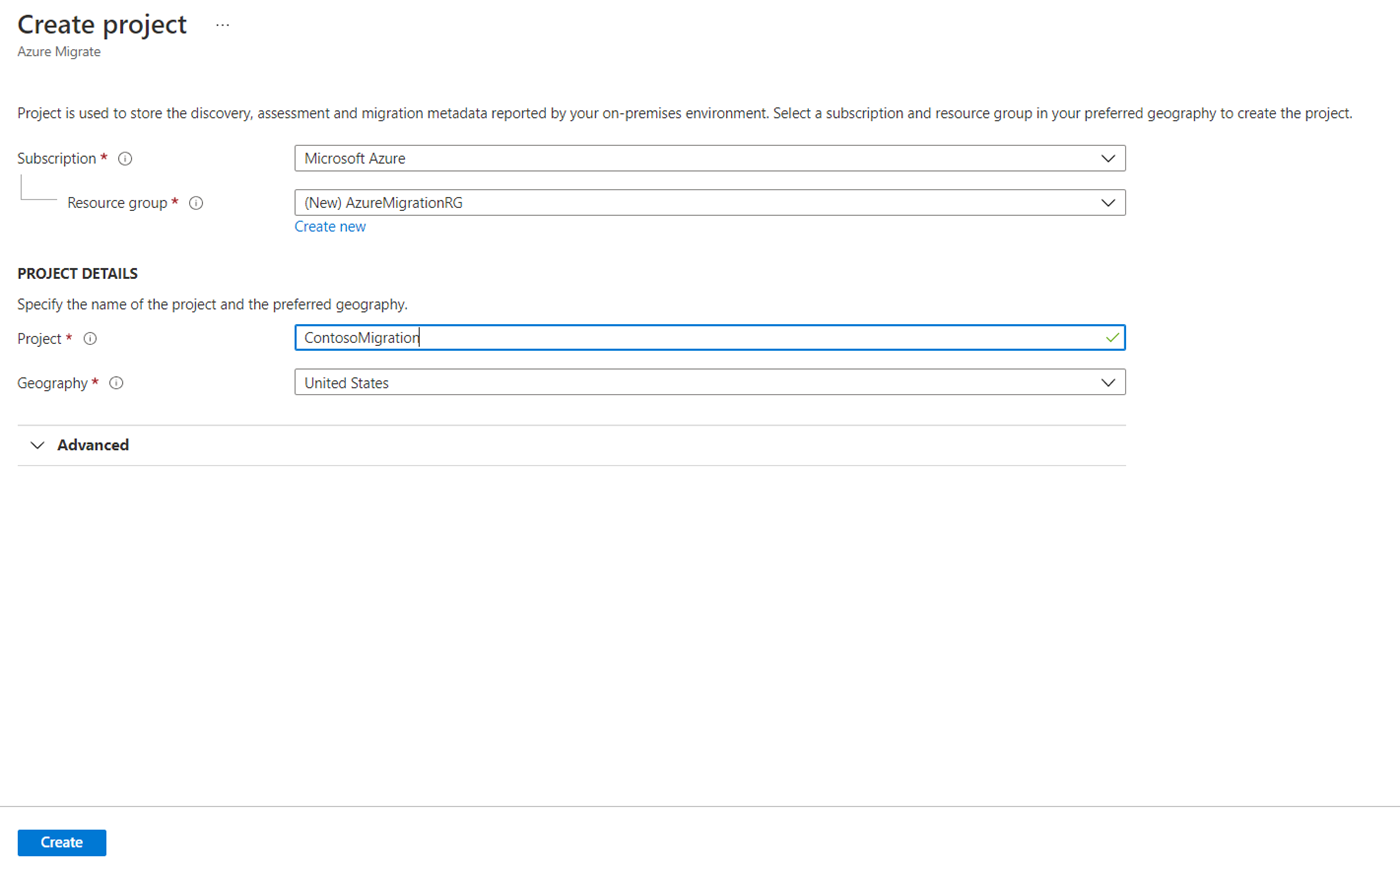 Create project ...
Azure Migrate
Project is used to store the discovery, assessment and migration metadata reported by your on-premises environment. Select a subscription and resource group in your preferred geography to create the project.
Subscription * Microsoft Azure
Resource group * (New) AzureMigrationRG
Create new
PROJECT DETAILS
Specify the name of the project and the preferred geography.
Project * ContosoMigration
Geography * United States
Advanced
Create